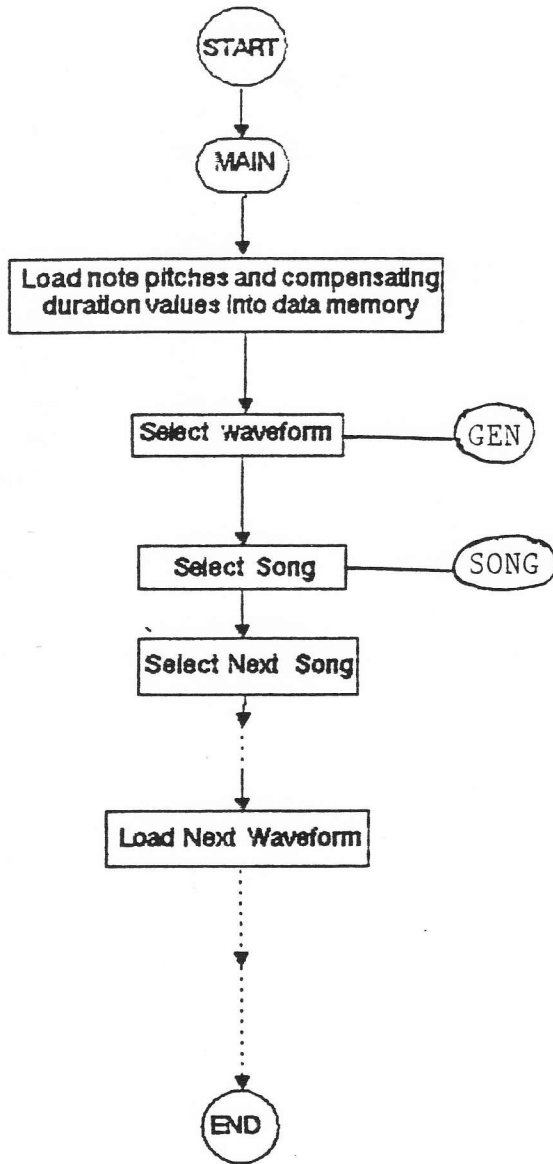 START
MAIN
Load note pitches and compensating
duration values into data memory
Select waveform
GEN
Select Song
SONG
Select Next Song
Load Next Waveform
END